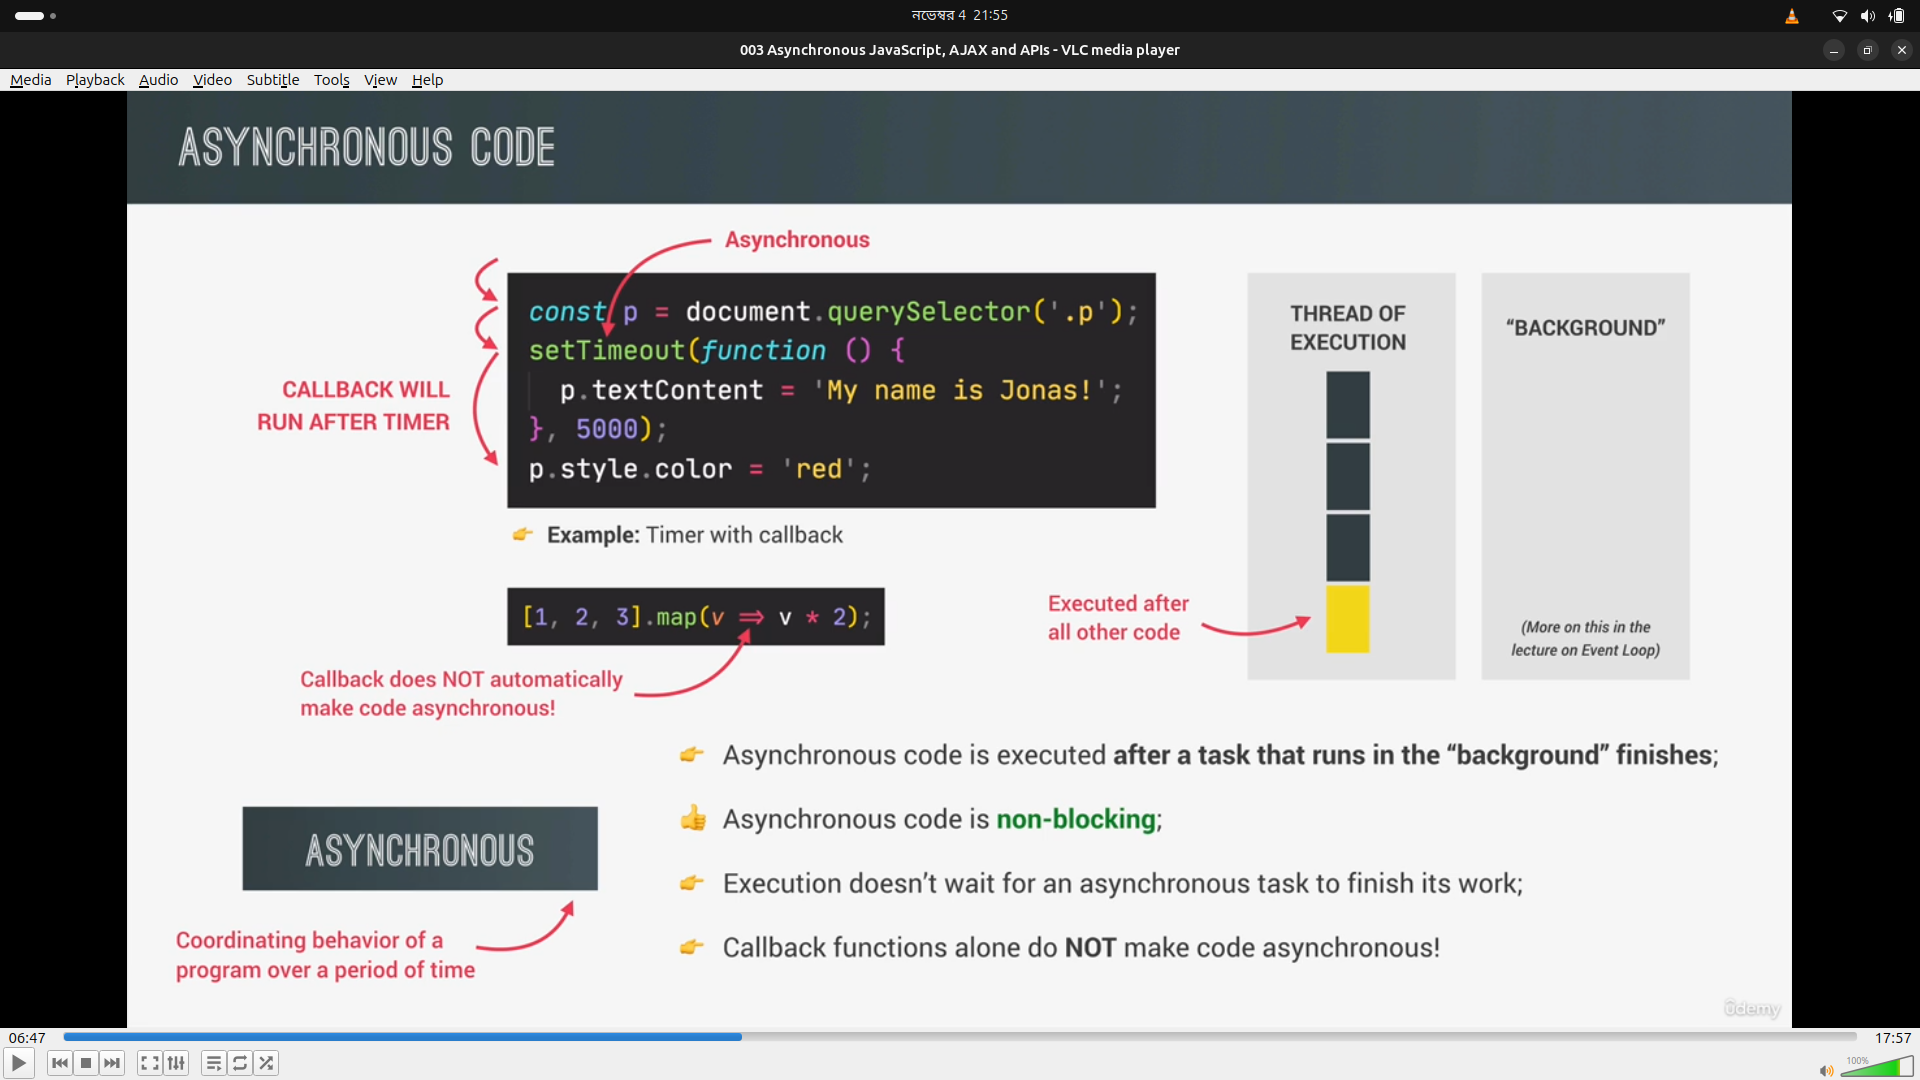 নভেম্বর 4 21:55
003 Asynchronous JavaScript, AJAX and APIs - VLC media player
Media Playback Audio Video Subtitle Tools View Help
ASYNCHRONOUS CODE
Asynchronous
const p = document.querySelector('.p');
setTimeout(function () {
p.textContent = 'My name is Jonas!';
}, 5000);
p.style.color = 'red';
CALLBACK WILL
RUN AFTER TIMER
👉 Example: Timer with callback
[1, 2, 3].map(v => v * 2);
Callback does NOT automatically
make code asynchronous!
THREAD OF
EXECUTION
"BACKGROUND"
Executed after
all other code
(More on this in the
lecture on Event Loop)
👉 Asynchronous code is executed after a task that runs in the “background” finishes;
👍 Asynchronous code is non-blocking;
👉 Execution doesn’t wait for an asynchronous task to finish its work;
👉 Callback functions alone do NOT make code asynchronous!
ASYNCHRONOUS
Coordinating behavior of a
program over a period of time
ûdemy
06:47
17:57
100%